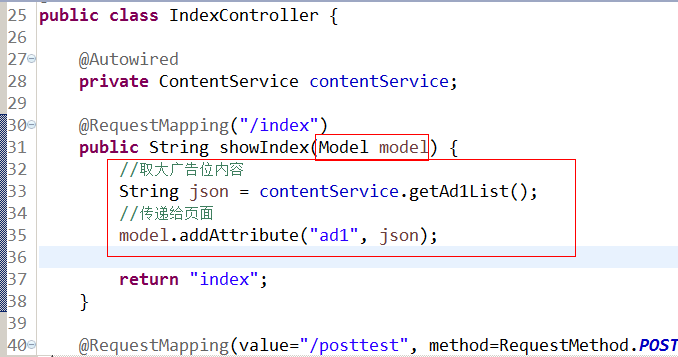 25 public class IndexController {
26
27 @Autowired
28 private ContentService contentService;
29
30 @RequestMapping("/index")
31 public String showIndex(Model model) {
32 //取大广告位内容
33 String json = contentService.getAd1List();
34 //传递给页面
35 model.addAttribute("ad1", json);
36
37 return "index";
38 }
39
40 @RequestMapping(value="/posttest", method=RequestMethod.POST